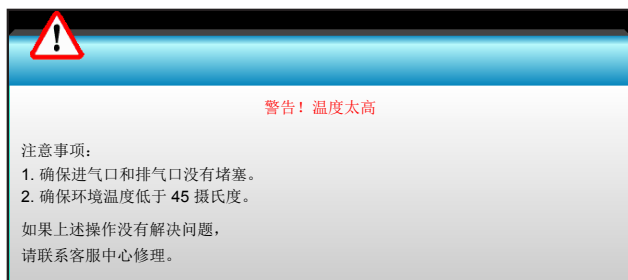 警告！温度太高
注意事项：
1. 确保进气口和排气口没有堵塞。
2. 确保环境温度低于 45 摄氏度。
如果上述操作没有解决问题，
请联系客服中心修理。